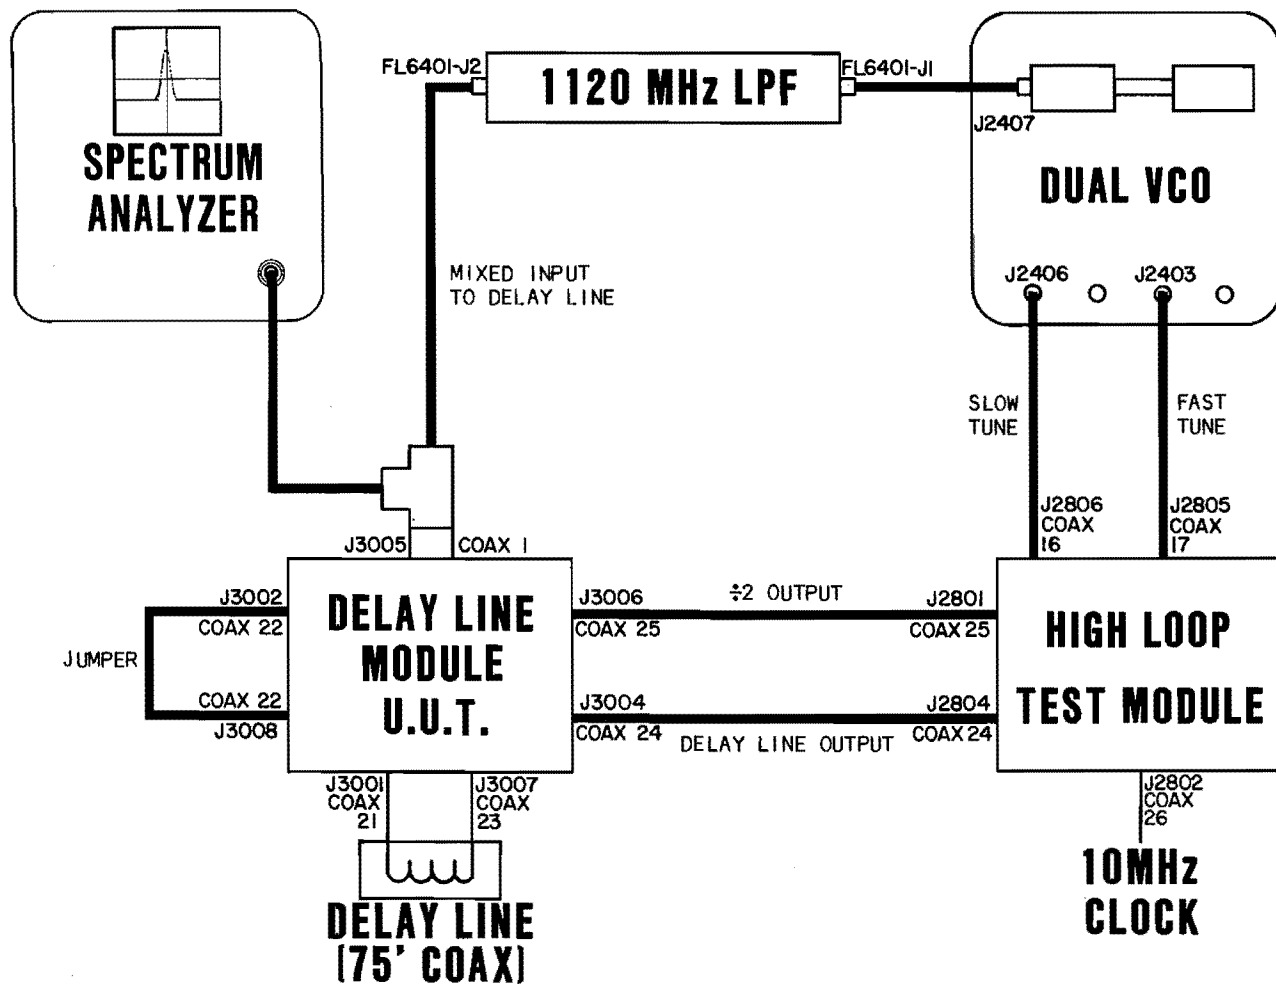 FL6401-J2
1120 MHz LPF
FL6401-J1
J2407
SPECTRUM
ANALYZER
DUAL VCO
MIXED INPUT
TO DELAY LINE
J2406
J2403
SLOW
TUNE
FAST
TUNE
J2806
COAX
16
J2805
COAX
17
J3005
COAX 1
J3002
COAX 22
JUMPER
COAX 22
J3008
DELAY LINE
MODULE
U.U.T.
J3006
COAX 25
÷2 OUTPUT
J2801
COAX 25
J3004
COAX 24
DELAY LINE OUTPUT
J2804
COAX 24
HIGH LOOP
TEST MODULE
J3001
COAX
21
J3007
COAX
23
J2802
COAX
26
DELAY LINE
(75' COAX)
10MHz
CLOCK